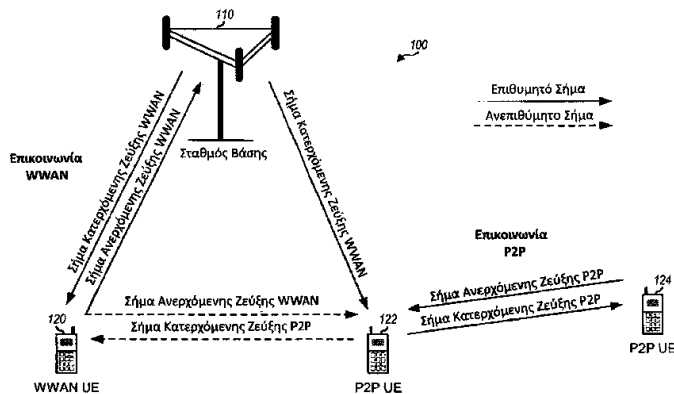 110
100
Επιθυμητό Σήμα
Ανεπιθύμητο Σήμα
Σταθμός Βάσης
Επικοινωνία
WWAN
Σήμα Κατερχόμενης Ζεύξης WWAN
Σήμα Ανερχόμενης Ζεύξης WWAN
Σήμα Κατερχόμενης Ζεύξης WWAN
Επικοινωνία
P2P
Σήμα Ανερχόμενης Ζεύξης P2P
Σήμα Κατερχόμενης Ζεύξης P2P
124
P2P UE
Σήμα Ανερχόμενης Ζεύξης WWAN
Σήμα Κατερχόμενης Ζεύξης P2P
120
122
WWAN UE
P2P UE